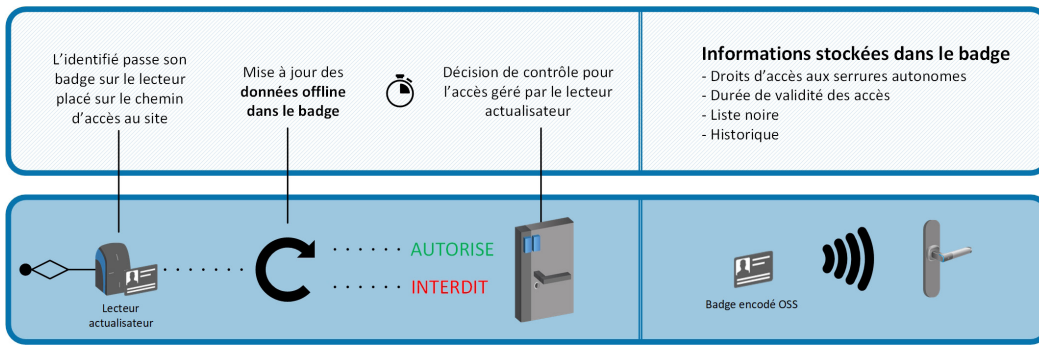 L'identifié passe son
badge sur le lecteur
placé sur le chemin
d'accès au site
Mise à jour des
données offline
dans le badge
Décision de contrôle pour
l'accès géré par le lecteur
actualisateur
Informations stockées dans le badge
- Droits d'accès aux serrures autonomes
- Durée de validité des accès
- Liste noire
- Historique
AUTORISE
INTERDIT
Lecteur
actualisateur
Badge encodé OSS